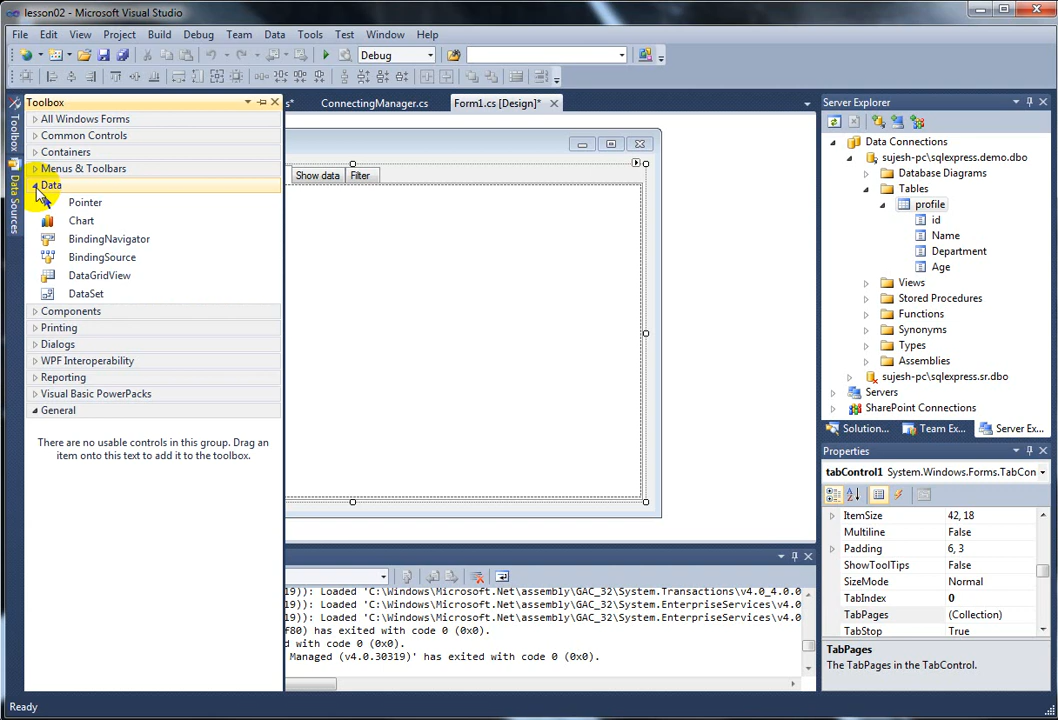 lesson02 - Microsoft Visual Studio
File Edit View Project Build Debug Team Data Tools Test Window Help
Debug
Toolbox
s* ConnectingManager.cs Form1.cs [Design]*
Server Explorer
Toolbox
Data Sources
All Windows Forms
Common Controls
Containers
Menus & Toolbars
Data
Pointer
Chart
BindingNavigator
BindingSource
DataGridView
DataSet
Components
Printing
Dialogs
WPF Interoperability
Reporting
Visual Basic PowerPacks
General
There are no usable controls in this group. Drag an
item onto this text to add it to the toolbox.
Show data Filter
Data Connections
sujesh-pc\sqlexpress.demo.dbo
Database Diagrams
Tables
profile
id
Name
Department
Age
Views
Stored Procedures
Functions
Synonyms
Types
Assemblies
sujesh-pc\sqlexpress.sr.dbo
Servers
SharePoint Connections
Solution... Team Ex... Server Ex...
Properties
tabControl1 System.Windows.Forms.TabCon
ItemSize 42, 18
Multiline False
Padding 6, 3
ShowToolTips False
SizeMode Normal
TabIndex 0
TabPages (Collection)
TabStop True
TabPages
The TabPages in the TabControl.
19)): Loaded 'C:\Windows\Microsoft.Net\assembly\GAC_32\System.Transactions\v4.0_4.0.0
19)): Loaded 'C:\Windows\Microsoft.Net\assembly\GAC_32\System.EnterpriseServices\v4.0
19)): Loaded 'C:\Windows\Microsoft.Net\assembly\GAC_32\System.EnterpriseServices\v4.0
f80) has exited with code 0 (0x0).
d with code 0 (0x0).
Managed (v4.0.30319)' has exited with code 0 (0x0).
Ready